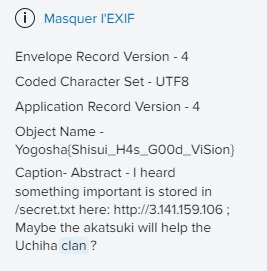 Masquer l'EXIF
Envelope Record Version - 4
Coded Character Set - UTF8
Application Record Version - 4
Object Name -
Yogosha{Shisui_H4s_G00d_ViSion}
Caption- Abstract - I heard
something important is stored in
/secret.txt here: http://3.141.159.106 ;
Maybe the akatsuki will help the
Uchiha clan ?